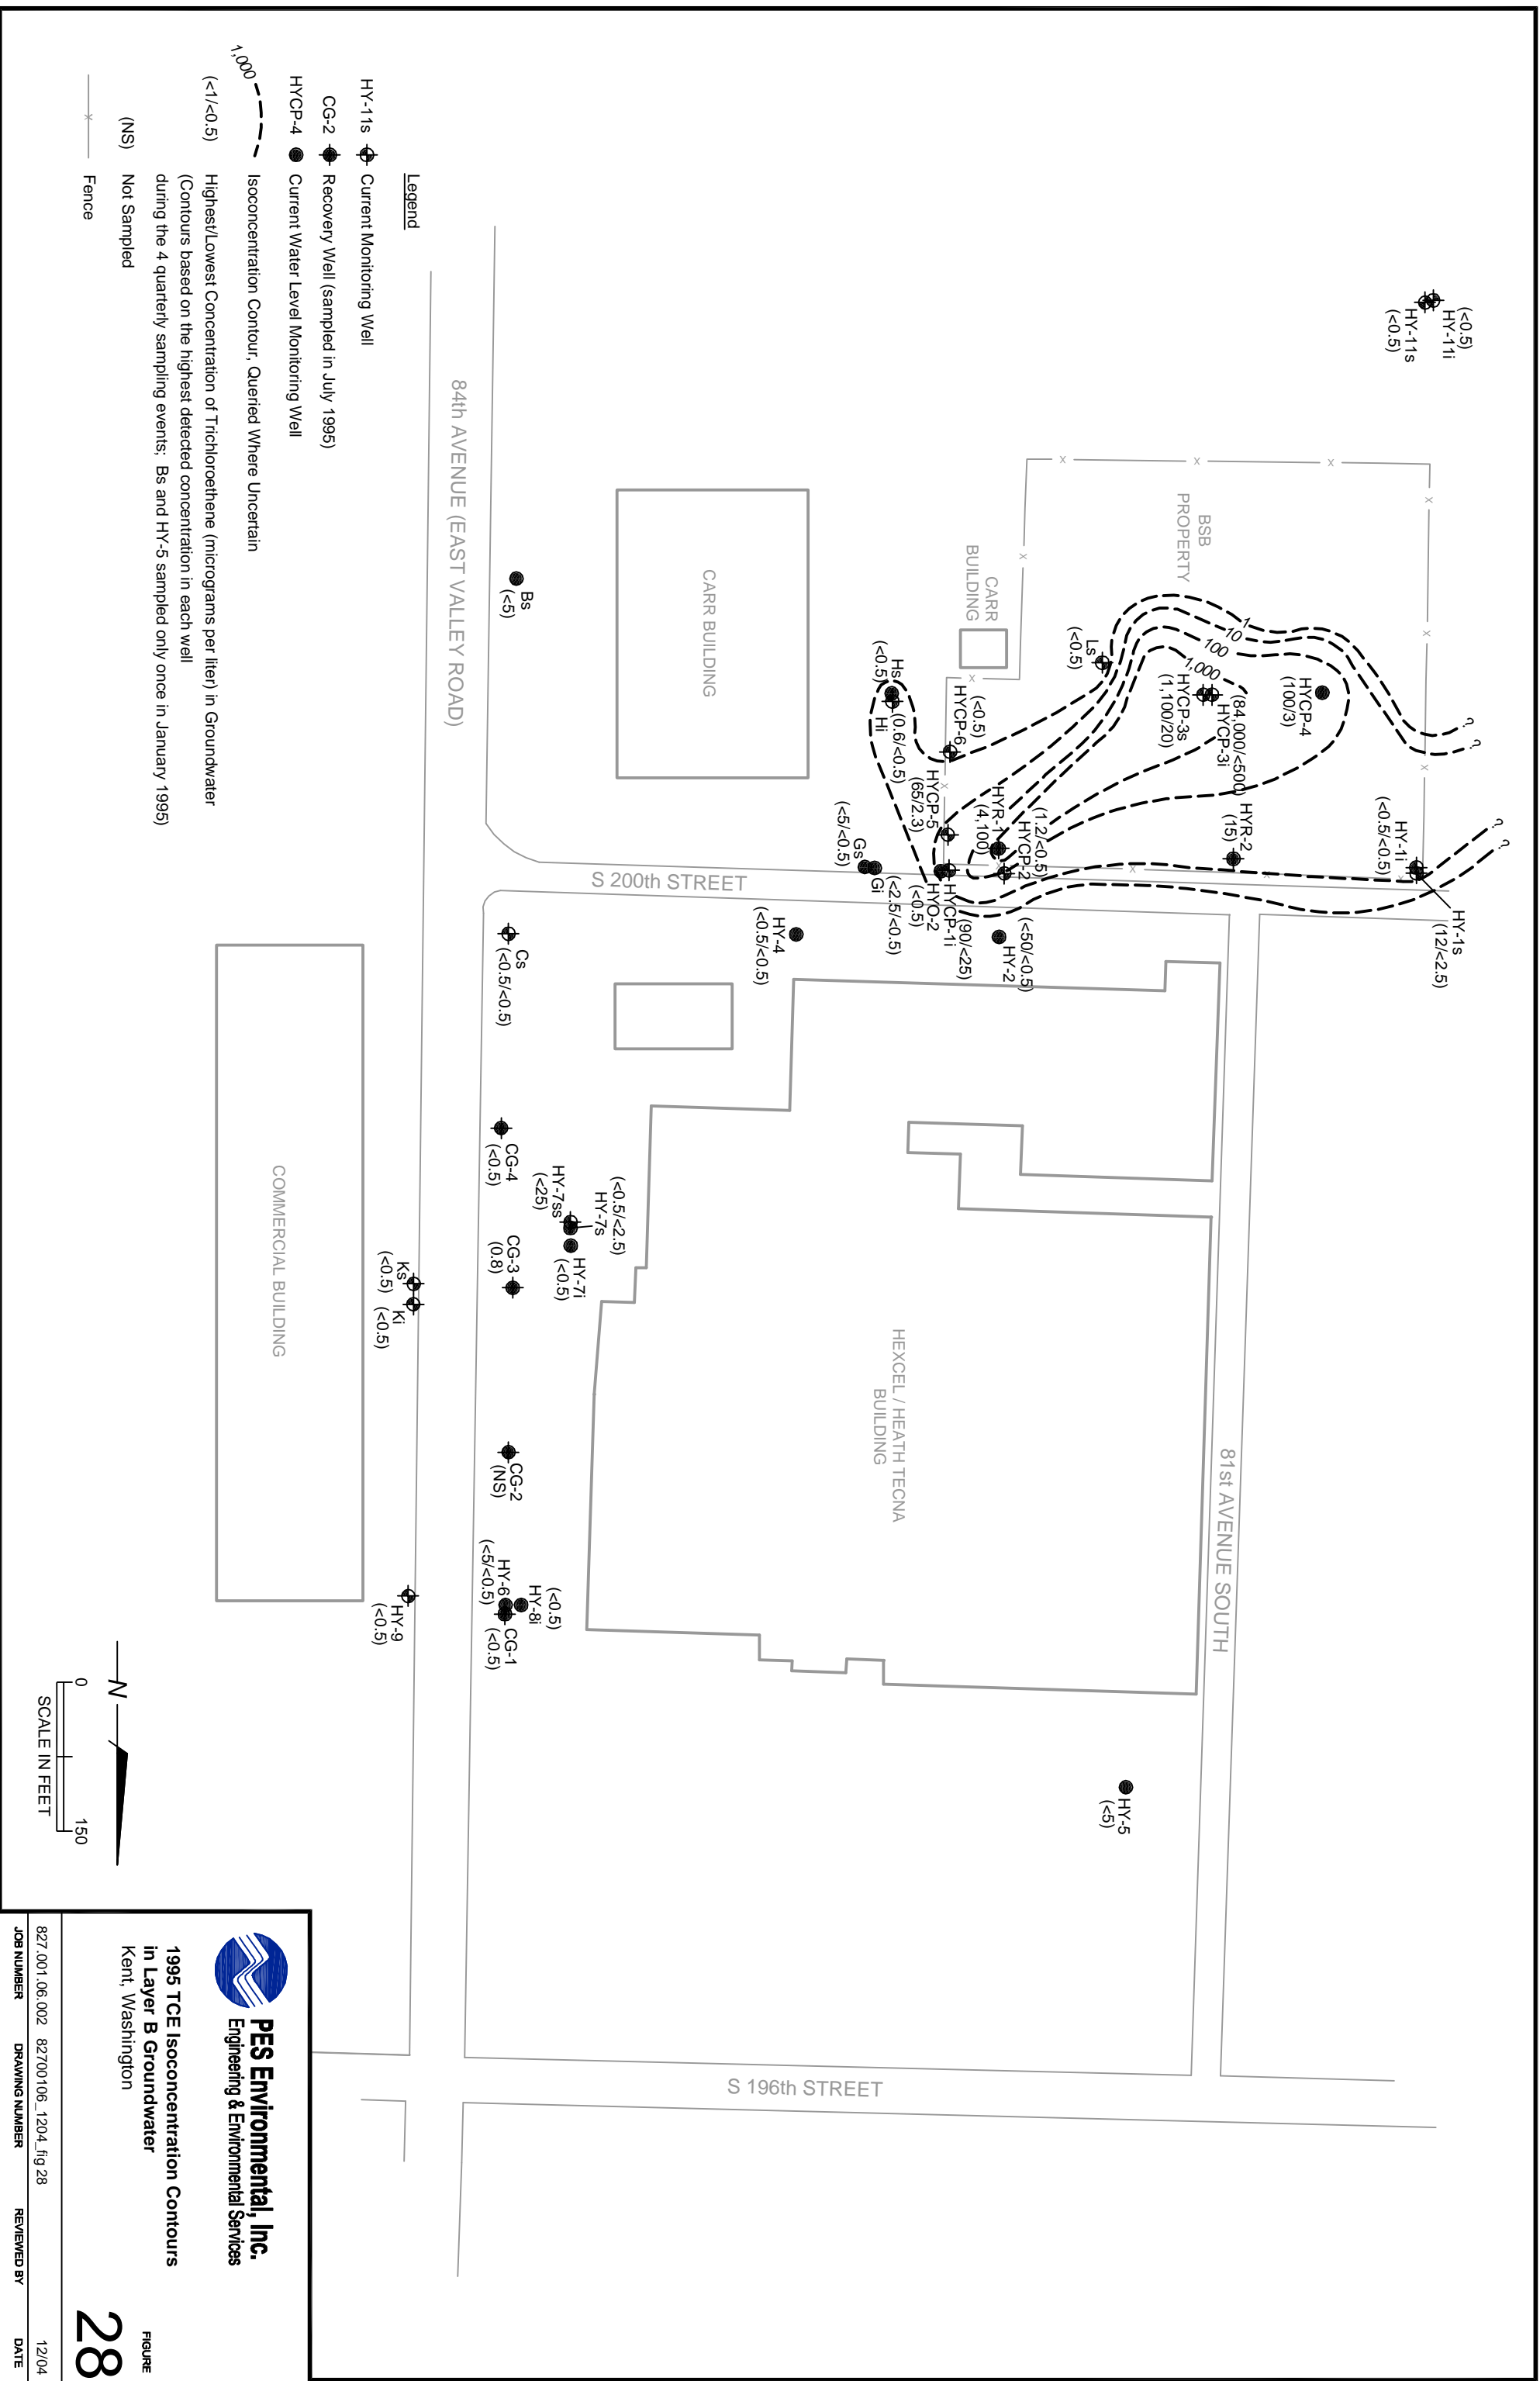 (<0.5)
HY-11i
HY-11s
(<0.5)
BSB
PROPERTY
CARR
BUILDING
CARR BUILDING
Bs
(<5)
Ls
(<0.5)
Hs
(<0.5)
(0.6/<0.5)
Hi
(<0.5)
HYCP-6
HYCP-5
(65/2.3)
1
10
100
1,000
HYCP-4
(100/3)
(84,000/<500)
HYCP-3i
HYCP-3s
(1,100/20)
HYR-2
(15)
HY-1i
(<0.5/<0.5)
HY-1s
(12/<2.5)
?
?
?
?
(1.2/<0.5)
HYCP-2
HYR-1
(4,100)
Gs
(<5/<0.5)
Gi
(<2.5/<0.5)
(90/<25)
HYCP-1i
HYO-2
(<0.5)
(<50/<0.5)
HY-2
HY-4
(<0.5/<0.5)
S 200th STREET
84th AVENUE (EAST VALLEY ROAD)
81st AVENUE SOUTH
S 196th STREET
Cs
(<0.5/<0.5)
CG-4
(<0.5)
(<0.5/<2.5)
HY-7s
HY-7ss
(<25)
HY-7i
(<0.5)
CG-3
(0.8)
Ks
(<0.5)
Ki
(<0.5)
COMMERCIAL BUILDING
HEXCEL / HEATH TECNA
BUILDING
CG-2
(NS)
(<0.5)
HY-8i
HY-6
(<5/<0.5)
CG-1
(<0.5)
HY-9
(<0.5)
HY-5
(<5)
Legend
HY-11s Current Monitoring Well
CG-2 Recovery Well (sampled in July 1995)
HYCP-4 Current Water Level Monitoring Well
1,000 Isoconcentration Contour, Queried Where Uncertain
(<1/<0.5) Highest/Lowest Concentration of Trichloroethene (micrograms per liter) in Groundwater
(Contours based on the highest detected concentration in each well
during the 4 quarterly sampling events; Bs and HY-5 sampled only once in January 1995)
(NS) Not Sampled
x Fence
N
0 150
SCALE IN FEET
PES Environmental, Inc.
Engineering & Environmental Services
1995 TCE Isoconcentration Contours
in Layer B Groundwater
Kent, Washington
FIGURE
28
827.001.06.002 82700106_1204_fig 28 12/04
JOB NUMBER DRAWING NUMBER REVIEWED BY DATE